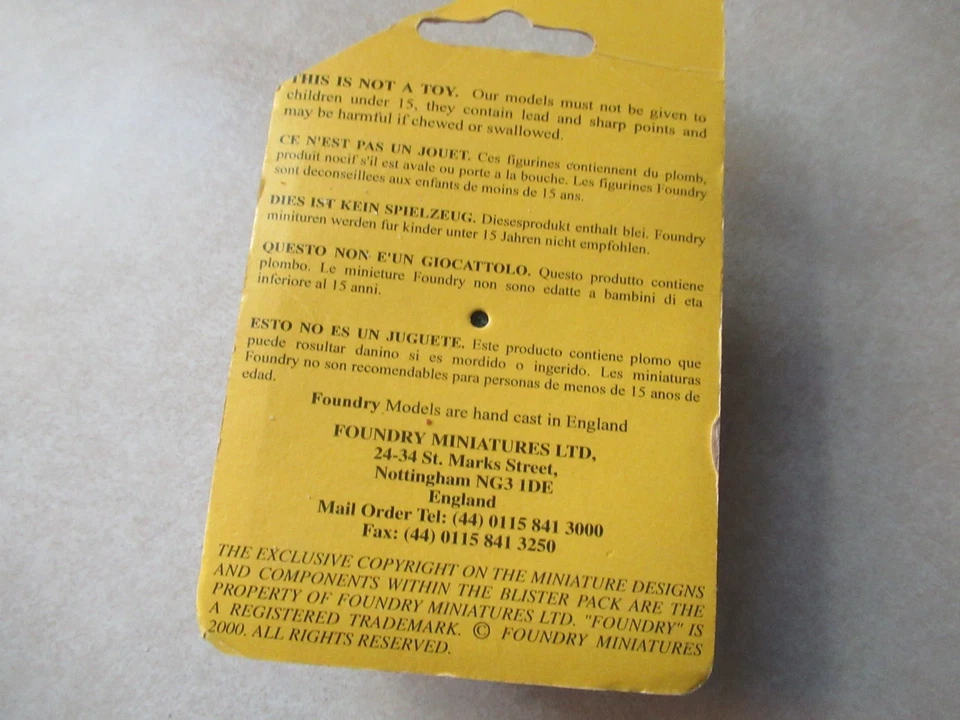 THIS IS NOT A TOY. Our models must not be given to
children under 15, they contain lead and sharp points and
may be harmful if chewed or swallowed.
CE N'EST PAS UN JOUET. Ces figurines contiennent du plomb,
produit nocif s'il est avale ou porte a la bouche. Les figurines Foundry
sont deconseillees aux enfants de moins de 15 ans.
DIES IST KEIN SPIELZEUG. Diesesprodukt enthalt blei. Foundry
minituren werden fur kinder unter 15 Jahren nicht empfohlen.
QUESTO NON E'UN GIOCATTOLO. Questo produtto contiene
plombo. Le minieture Foundry non sono edatte a bambini di eta
inferiore al 15 anni.
ESTO NO ES UN JUGUETE. Este producto contiene plomo que
puede rosultar danino si es mordido o ingerido. Les miniaturas
Foundry no son recomendables para personas de menos de 15 anos de
edad.
Foundry Models are hand cast in England
FOUNDRY MINIATURES LTD,
24-34 St. Marks Street,
Nottingham NG3 1DE
England
Mail Order Tel: (44) 0115 841 3000
Fax: (44) 0115 841 3250
THE EXCLUSIVE COPYRIGHT ON THE MINIATURE DESIGNS
AND COMPONENTS WITHIN THE BLISTER PACK ARE THE
PROPERTY OF FOUNDRY MINIATURES LTD. "FOUNDRY" IS
A REGISTERED TRADEMARK. © FOUNDRY MINIATURES
2000. ALL RIGHTS RESERVED.